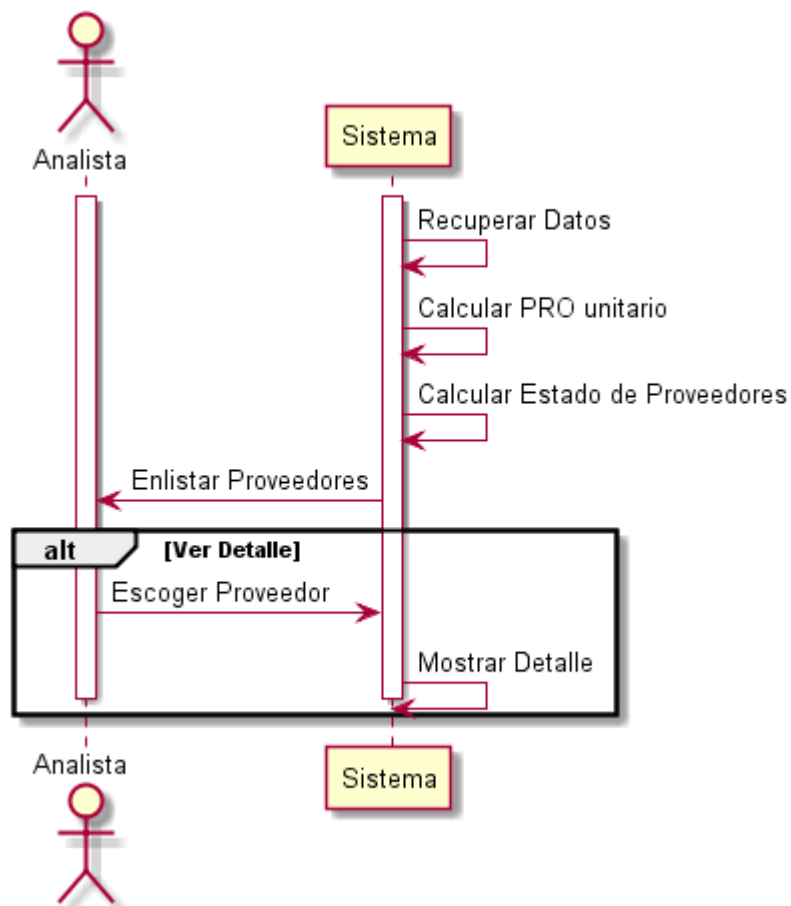 Analista
Sistema
Recuperar Datos
Calcular PRO unitario
Calcular Estado de Proveedores
Enlistar Proveedores
alt [Ver Detalle]
Escoger Proveedor
Mostrar Detalle
Analista
Sistema